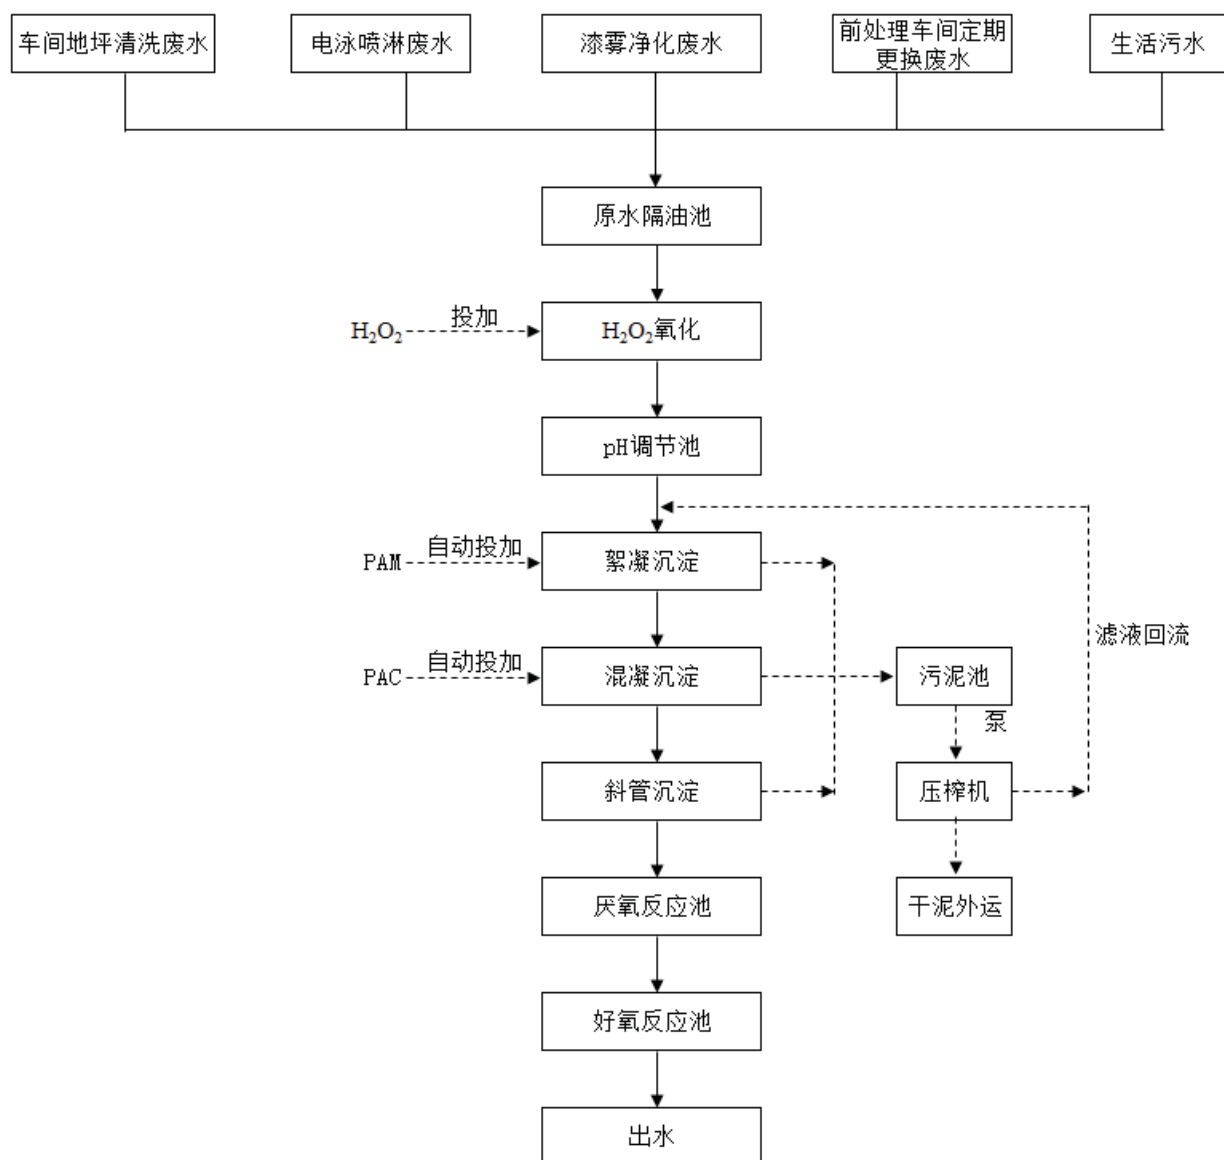 车间地坪清洗废水
电泳喷淋废水
漆雾净化废水
前处理车间定期
更换废水
生活污水
原水隔油池
H₂O₂
投加
H₂O₂氧化
pH调节池
PAM
自动投加
絮凝沉淀
滤液回流
PAC
自动投加
混凝沉淀
污泥池
泵
斜管沉淀
压榨机
厌氧反应池
干泥外运
好氧反应池
出水